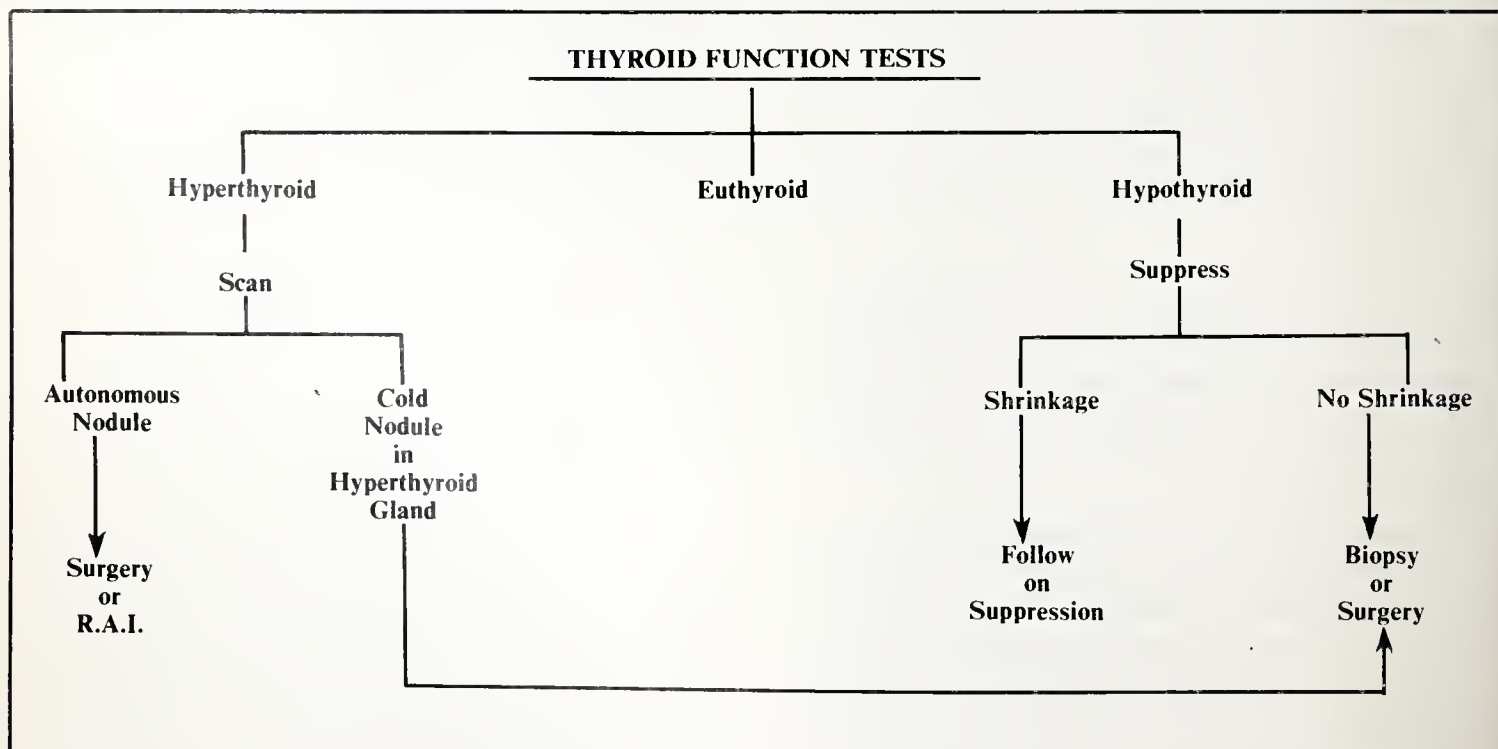 THYROID FUNCTION TESTS
Hyperthyroid
Euthyroid
Hypothyroid
Scan
Suppress
Autonomous
Nodule
Cold
Nodule
in
Hyperthyroid
Gland
Shrinkage
No Shrinkage
Surgery
or
R.A.I.
Follow
on
Suppression
Biopsy
or
Surgery